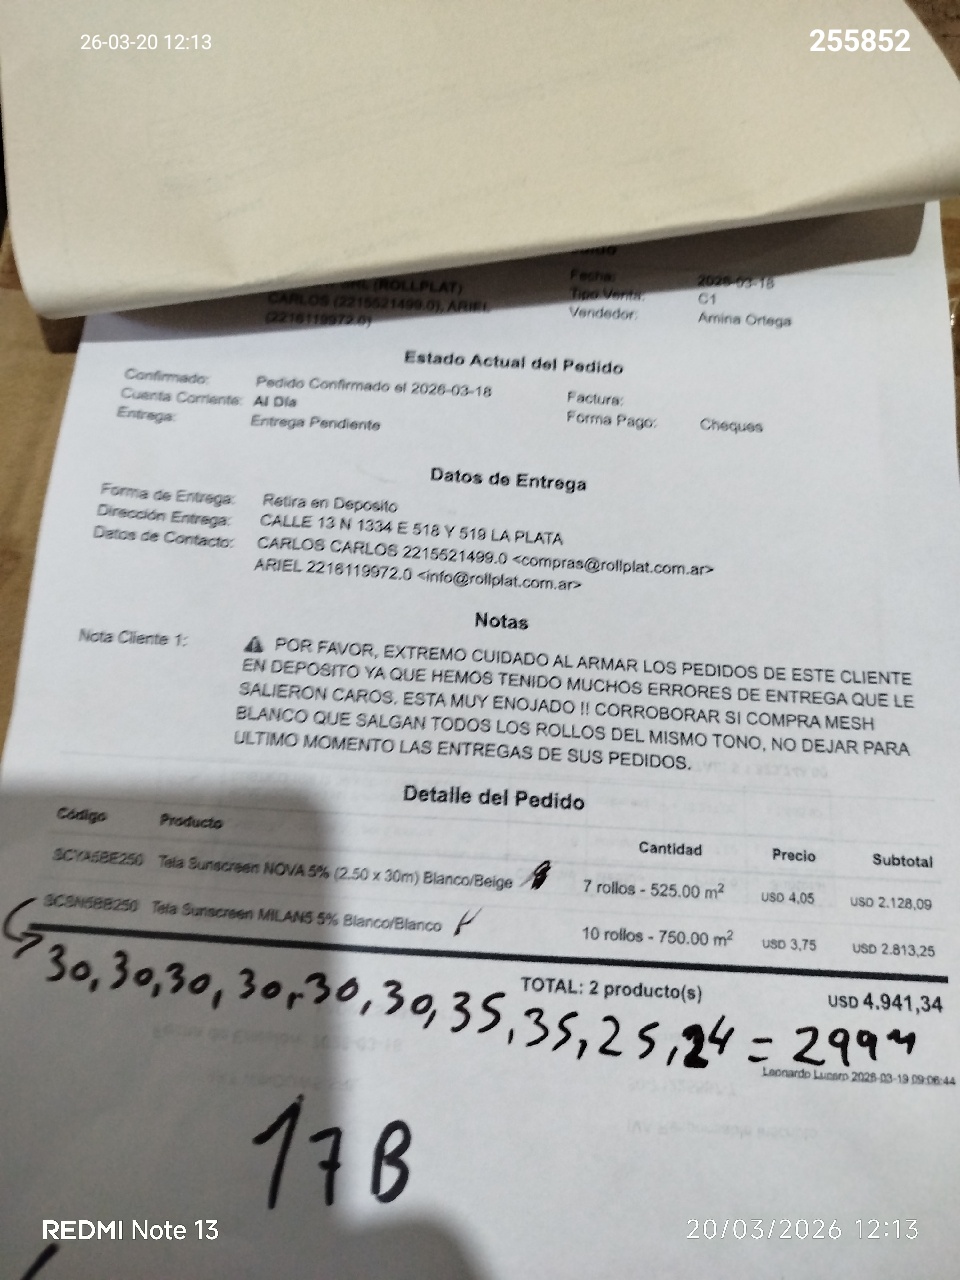 26-03-20 12:13
255852
SRL (ROLLPLAT)
CARLOS (2215521499.0), ARIEL
(2216119972.0)
Fecha: 2026-03-18
Tipo Venta: C1
Vendedor: Amina Ortega
Estado Actual del Pedido
Confirmado: Pedido Confirmado el 2026-03-18
Cuenta Corriente: Al Día
Entrega: Entrega Pendiente
Factura:
Forma Pago: Cheques
Datos de Entrega
Forma de Entrega: Retira en Deposito
Dirección Entrega: CALLE 13 N 1334 E 518 Y 519 LA PLATA
Datos de Contacto: CARLOS CARLOS 2215521499.0 <compras@rollplat.com.ar>
ARIEL 2216119972.0 <info@rollplat.com.ar>
Notas
Nota Cliente 1: ⚠ POR FAVOR, EXTREMO CUIDADO AL ARMAR LOS PEDIDOS DE ESTE CLIENTE
EN DEPOSITO YA QUE HEMOS TENIDO MUCHOS ERRORES DE ENTREGA QUE LE
SALIERON CAROS. ESTA MUY ENOJADO !! CORROBORAR SI COMPRA MESH
BLANCO QUE SALGAN TODOS LOS ROLLOS DEL MISMO TONO, NO DEJAR PARA
ULTIMO MOMENTO LAS ENTREGAS DE SUS PEDIDOS.
Detalle del Pedido
Código Producto Cantidad Precio Subtotal
SCYA5BE250 Tela Sunscreen NOVA 5% (2.50 x 30m) Blanco/Beige 7 rollos - 525.00 m² USD 4,05 USD 2.128,09
SCSN5BB250 Tela Sunscreen MILAN5 5% Blanco/Blanco 10 rollos - 750.00 m² USD 3,75 USD 2.813,25
TOTAL: 2 producto(s) USD 4.941,34
30,30,30,30,30,30,35,35,25,24 = 299 m
Leonardo Lucero 2026-03-19 09:06:44
17B
REDMI Note 13
20/03/2026 12:13